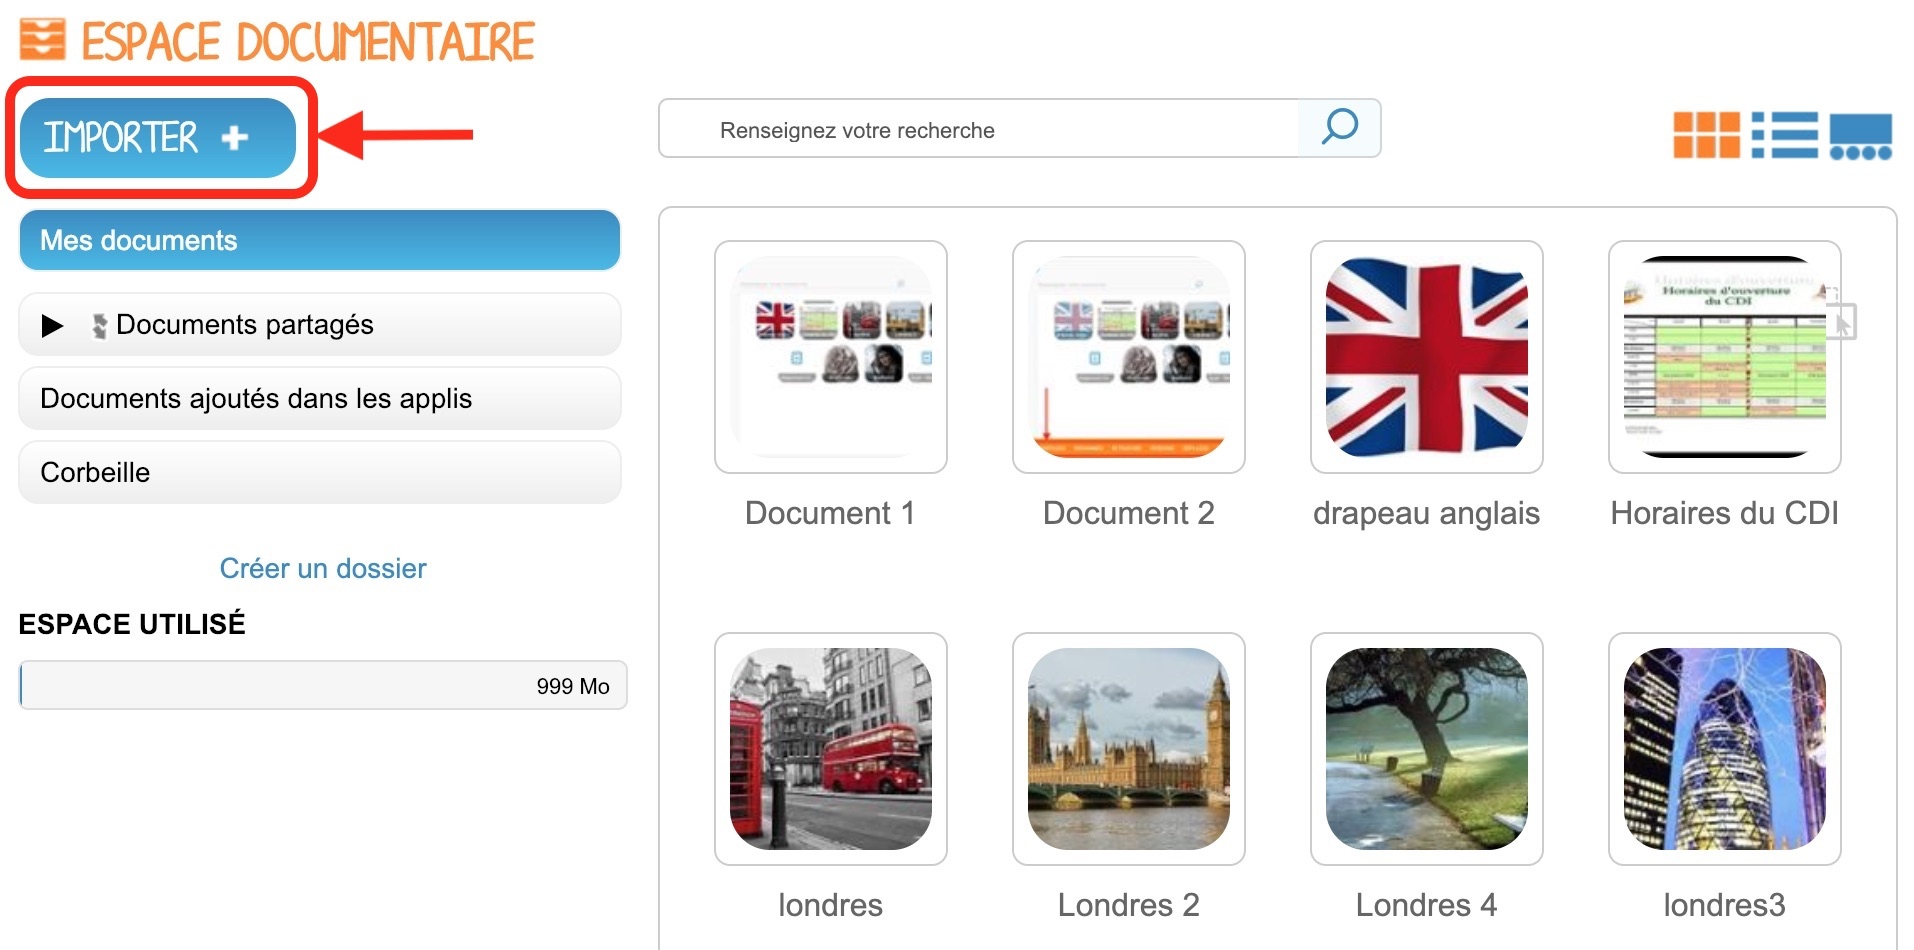 ESPACE DOCUMENTAIRE
IMPORTER +
Renseignez votre recherche
Mes documents
Documents partagés
Documents ajoutés dans les applis
Corbeille
Créer un dossier
ESPACE UTILISÉ
999 Mo
Horaires d'ouverture
du CDI
Document 1
Document 2
drapeau anglais
Horaires du CDI
londres
Londres 2
Londres 4
londres3